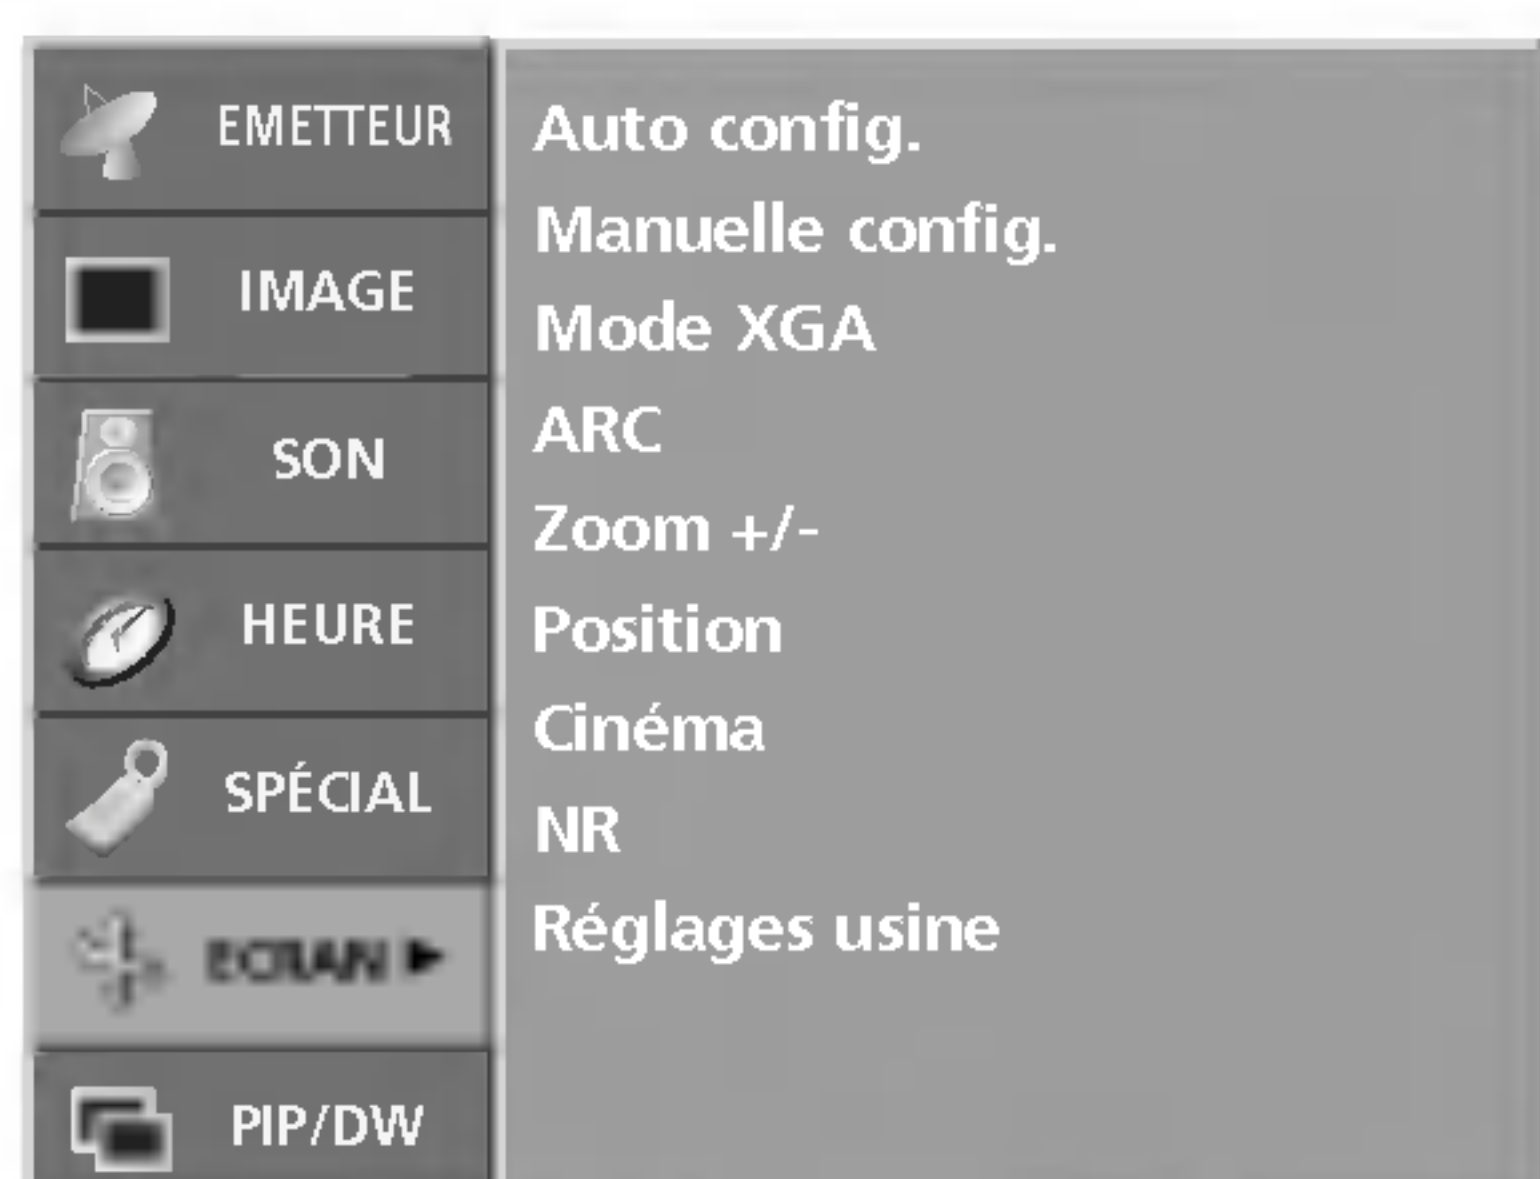 EMETTEUR
IMAGE
SON
HEURE
SPÉCIAL
ECRAN ►
PIP/DW
Auto config.
Manuelle config.
Mode XGA
ARC
Zoom +/-
Position
Cinéma
NR
Réglages usine